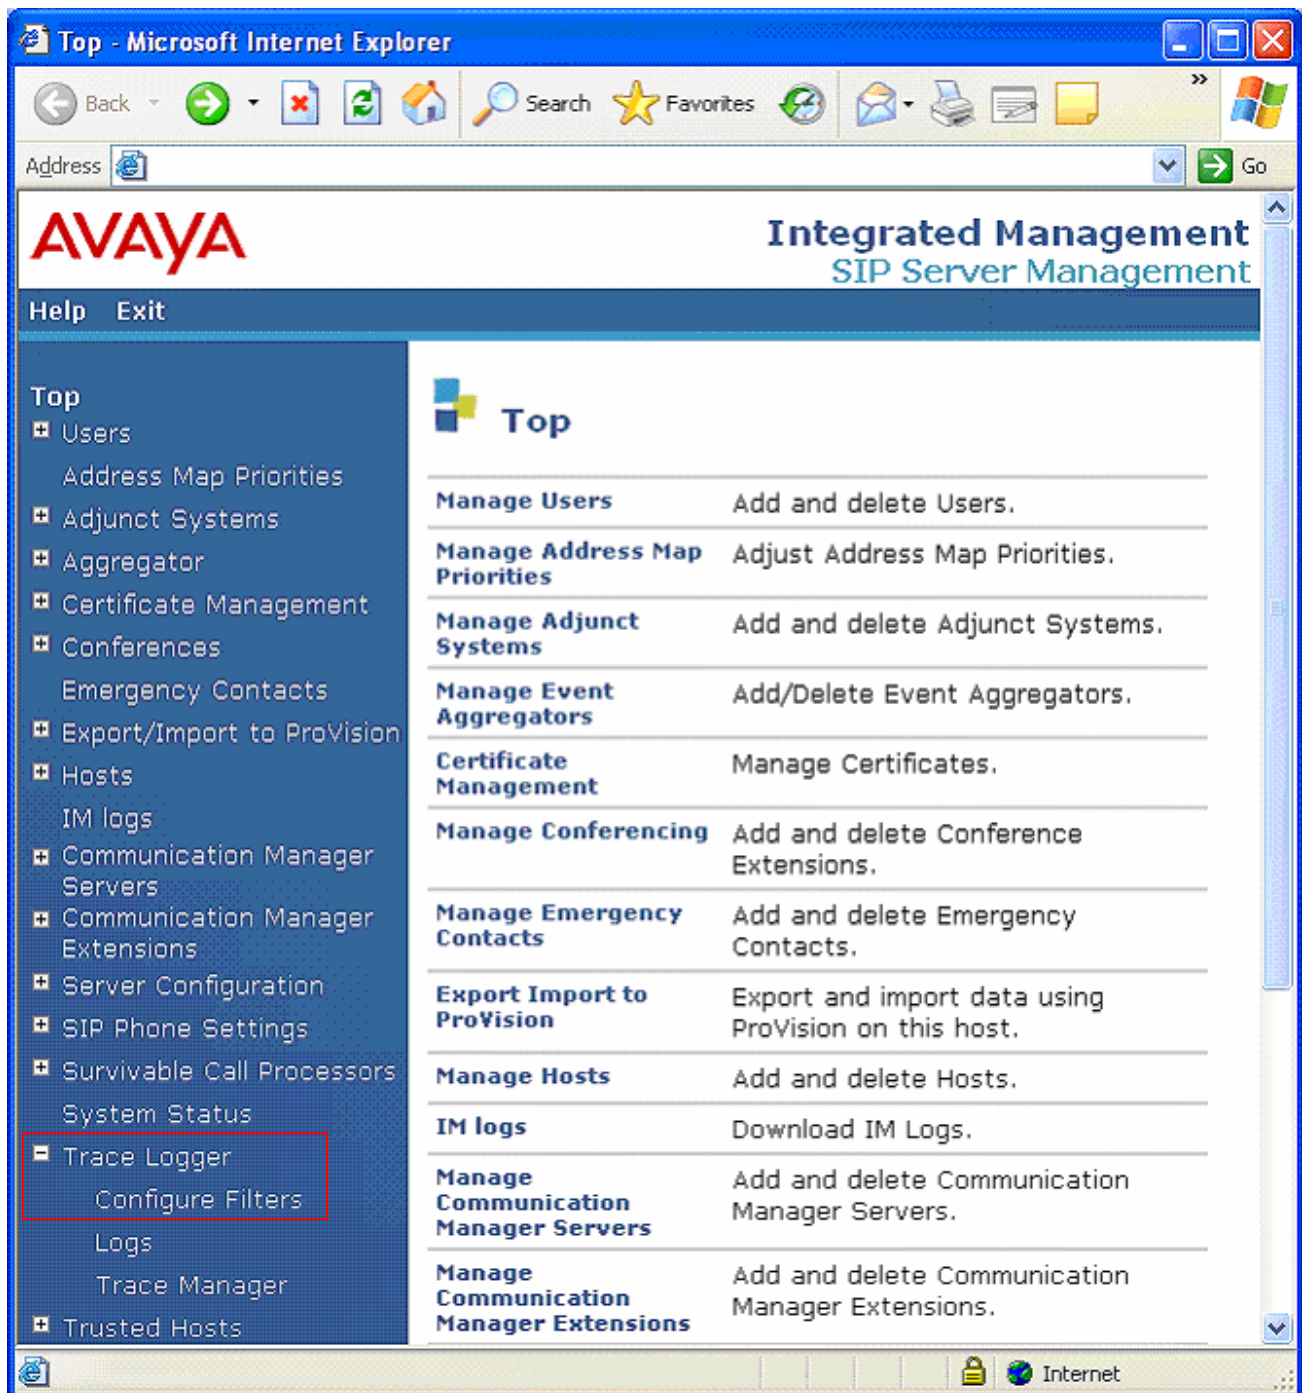 Top - Microsoft Internet Explorer
Back
Search
Favorites
»
Address
Go
AVAYA
Integrated Management
SIP Server Management
Help Exit
Top
Users
Address Map Priorities
Adjunct Systems
Aggregator
Certificate Management
Conferences
Emergency Contacts
Export/Import to ProVision
Hosts
IM logs
Communication Manager
Servers
Communication Manager
Extensions
Server Configuration
SIP Phone Settings
Survivable Call Processors
System Status
Trace Logger
Configure Filters
Logs
Trace Manager
Trusted Hosts
Top
Manage Users
Add and delete Users.
Manage Address Map
Priorities
Adjust Address Map Priorities.
Manage Adjunct
Systems
Add and delete Adjunct Systems.
Manage Event
Aggregators
Add/Delete Event Aggregators.
Certificate
Management
Manage Certificates.
Manage Conferencing
Add and delete Conference
Extensions.
Manage Emergency
Contacts
Add and delete Emergency
Contacts.
Export Import to
ProVision
Export and import data using
ProVision on this host.
Manage Hosts
Add and delete Hosts.
IM logs
Download IM Logs.
Manage
Communication
Manager Servers
Add and delete Communication
Manager Servers.
Manage
Communication
Manager Extensions
Add and delete Communication
Manager Extensions.
Internet